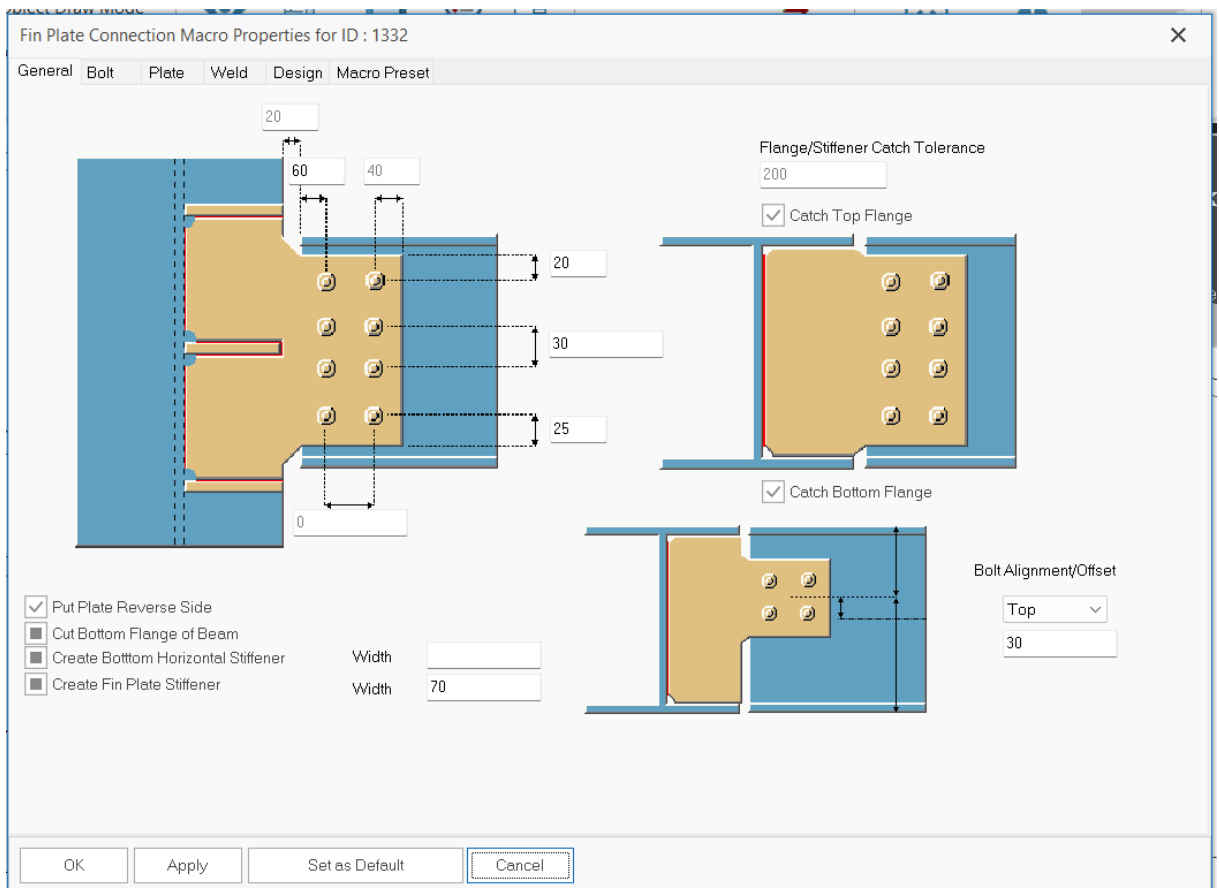 bject Draw Mode
Fin Plate Connection Macro Properties for ID : 1332
General Bolt Plate Weld Design Macro Preset
20
60 40
20
30
25
0
Flange/Stiffener Catch Tolerance
200
Catch Top Flange
Catch Bottom Flange
Bolt Alignment/Offset
Top
30
Put Plate Reverse Side
Cut Bottom Flange of Beam
Create Botttom Horizontal Stiffener Width
Create Fin Plate Stiffener Width 70
OK Apply Set as Default Cancel